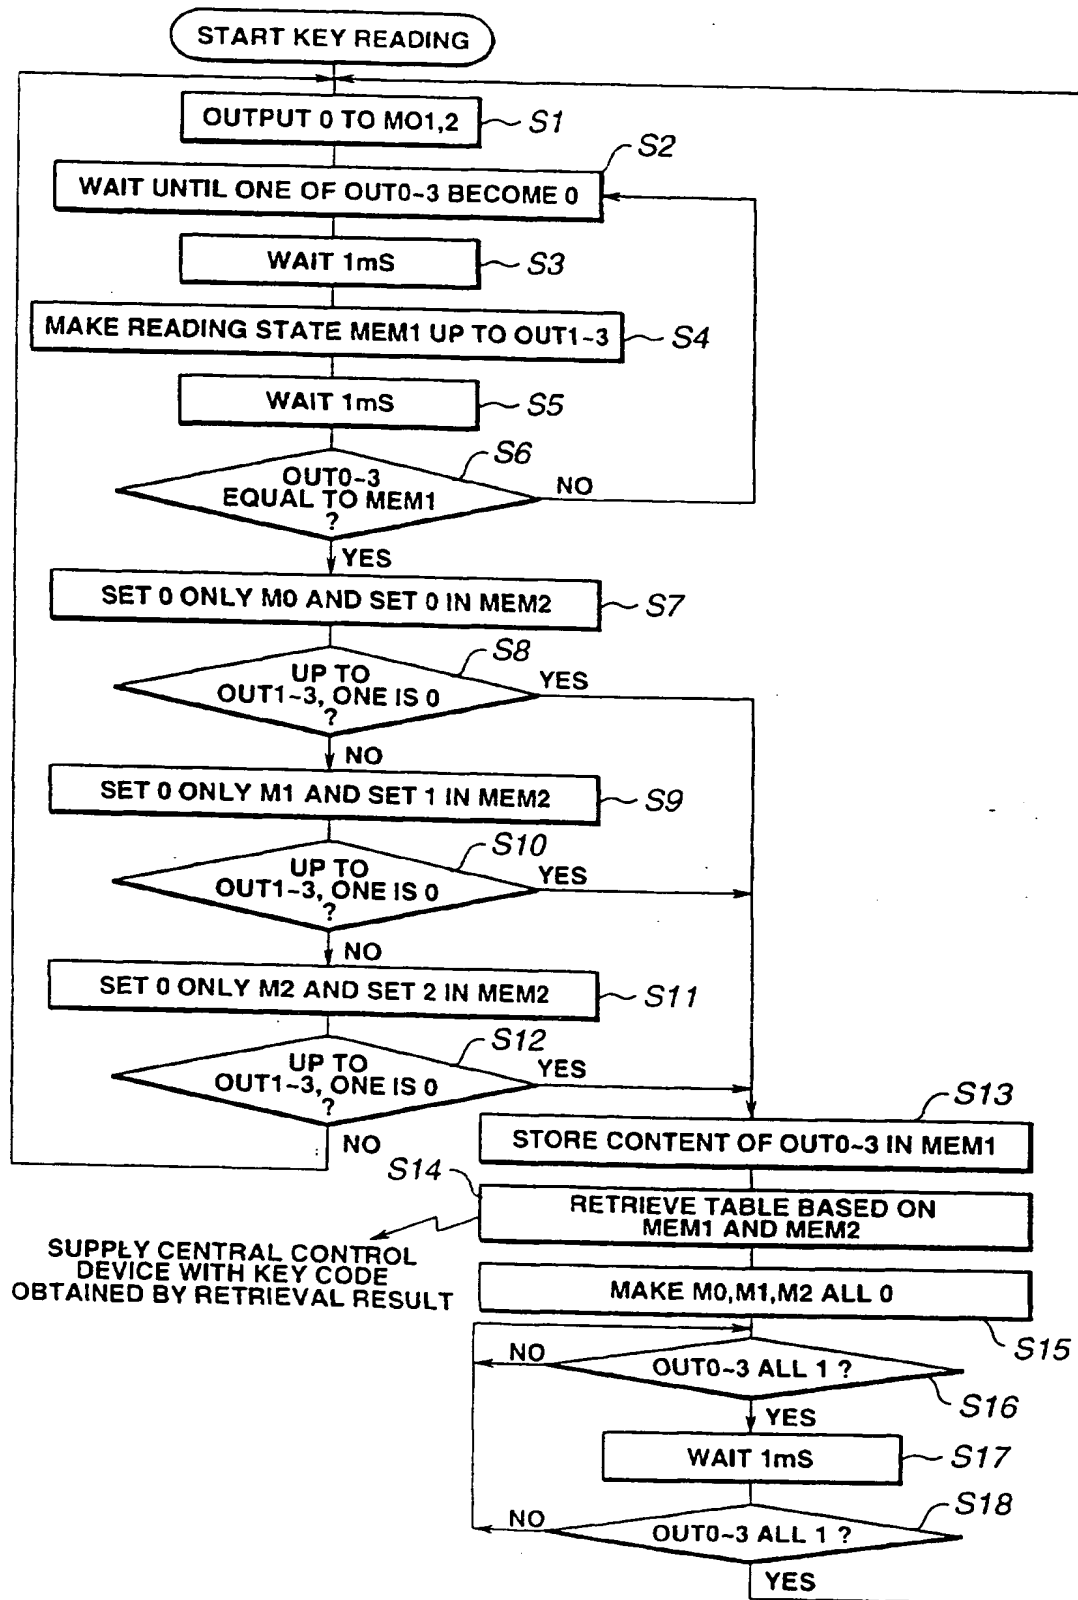 START KEY READING
OUTPUT 0 TO MO1,2
S1
S2
WAIT UNTIL ONE OF OUT0~3 BECOME 0
WAIT 1mS
S3
MAKE READING STATE MEM1 UP TO OUT1~3
S4
WAIT 1mS
S5
S6
OUT0~3
EQUAL TO MEM1
?
NO
YES
SET 0 ONLY M0 AND SET 0 IN MEM2
S7
S8
UP TO
OUT1~3, ONE IS 0
?
YES
NO
SET 0 ONLY M1 AND SET 1 IN MEM2
S9
S10
UP TO
OUT1~3, ONE IS 0
?
YES
NO
SET 0 ONLY M2 AND SET 2 IN MEM2
S11
S12
UP TO
OUT1~3, ONE IS 0
?
YES
NO
S13
STORE CONTENT OF OUT0~3 IN MEM1
S14
RETRIEVE TABLE BASED ON
MEM1 AND MEM2
SUPPLY CENTRAL CONTROL
DEVICE WITH KEY CODE
OBTAINED BY RETRIEVAL RESULT
MAKE M0,M1,M2 ALL 0
S15
NO
OUT0~3 ALL 1 ?
S16
YES
WAIT 1mS
S17
S18
NO
OUT0~3 ALL 1 ?
YES